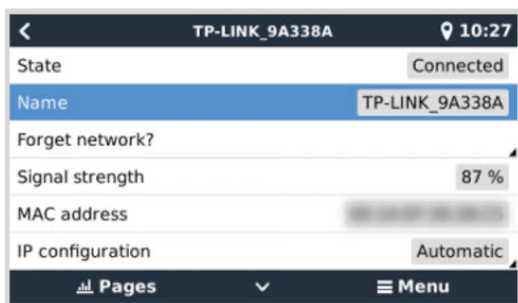 TP-LINK_9A338A 10:27
State Connected
Name TP-LINK_9A338A
Forget network?
Signal strength 87 %
MAC address
IP configuration Automatic
Pages Menu